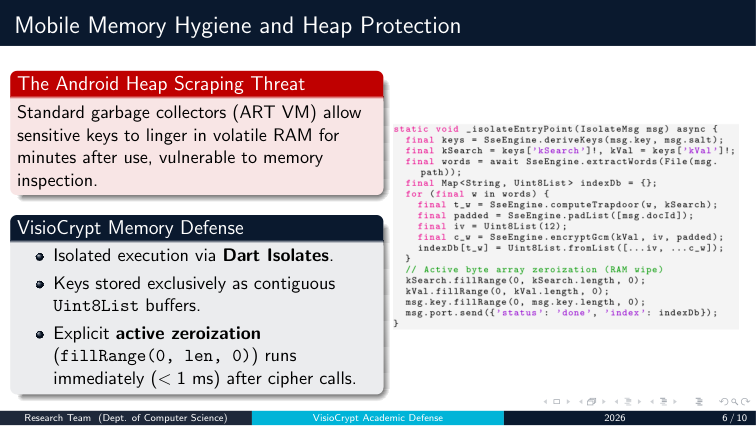 Mobile Memory Hygiene and Heap Protection
The Android Heap Scraping Threat
Standard garbage collectors (ART VM) allow
sensitive keys to linger in volatile RAM for
minutes after use, vulnerable to memory
inspection.
VisioCrypt Memory Defense
Isolated execution via Dart Isolates.
Keys stored exclusively as contiguous
Uint8List buffers.
Explicit active zeroization
(fillRange(0, len, 0)) runs
immediately (< 1 ms) after cipher calls.
static void _isolateEntryPoint(IsolateMsg msg) async {
final keys = SseEngine.deriveKeys(msg.key, msg.salt);
final kSearch = keys['kSearch']!, kVal = keys['kVal']!;
final words = await SseEngine.extractWords(File(msg.
path));
final Map<String, Uint8List> indexDb = {};
for (final w in words) {
final t_w = SseEngine.computeTrapdoor(w, kSearch);
final padded = SseEngine.padList([msg.docId]);
final iv = Uint8List(12);
final c_w = SseEngine.encryptGcm(kVal, iv, padded);
indexDb[t_w] = Uint8List.fromList([...iv, ...c_w]);
}
// Active byte array zeroization (RAM wipe)
kSearch.fillRange(0, kSearch.length, 0);
kVal.fillRange(0, kVal.length, 0);
msg.key.fillRange(0, msg.key.length, 0);
msg.port.send({'status': 'done', 'index': indexDb});
}
Research Team (Dept. of Computer Science)
VisioCrypt Academic Defense
2026
6 / 10